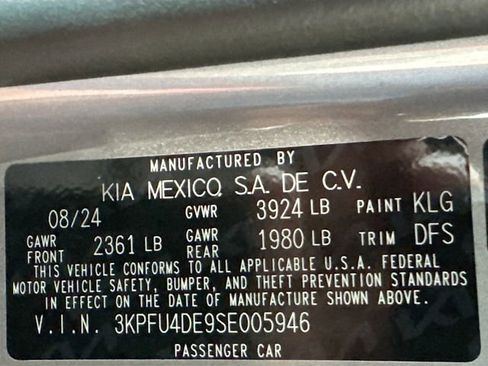 MANUFACTURED BY
KIA MEXICO, S.A. DE C.V.
08/24 GVWR 3924 LB PAINT KLG
GAWR FRONT 2361 LB GAWR REAR 1980 LB TRIM DFS
THIS VEHICLE CONFORMS TO ALL APPLICABLE U.S.A. FEDERAL
MOTOR VEHICLE SAFETY, BUMPER, AND THEFT PREVENTION STANDARDS
IN EFFECT ON THE DATE OF MANUFACTURE SHOWN ABOVE.
V.I.N. 3KPFU4DE9SE005946
PASSENGER CAR